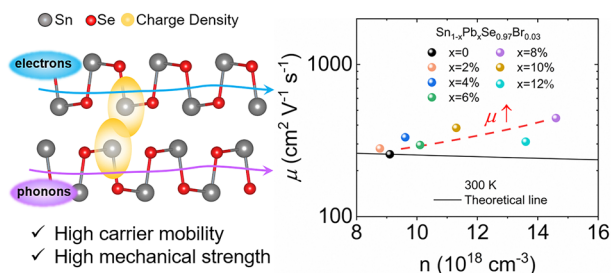 Sn Se Charge Density
electrons
phonons
✓ High carrier mobility
✓ High mechanical strength
Sn₁₋ₓPbₓSe₀.₉₇Br₀.₀₃
x=0 x=8%
x=2% x=10%
x=4% x=12%
x=6%
μ ↑
300 K
Theoretical line
1000
100
μ (cm² V⁻¹ s⁻¹)
8 10 12 14 16
n (10¹⁸ cm⁻³)